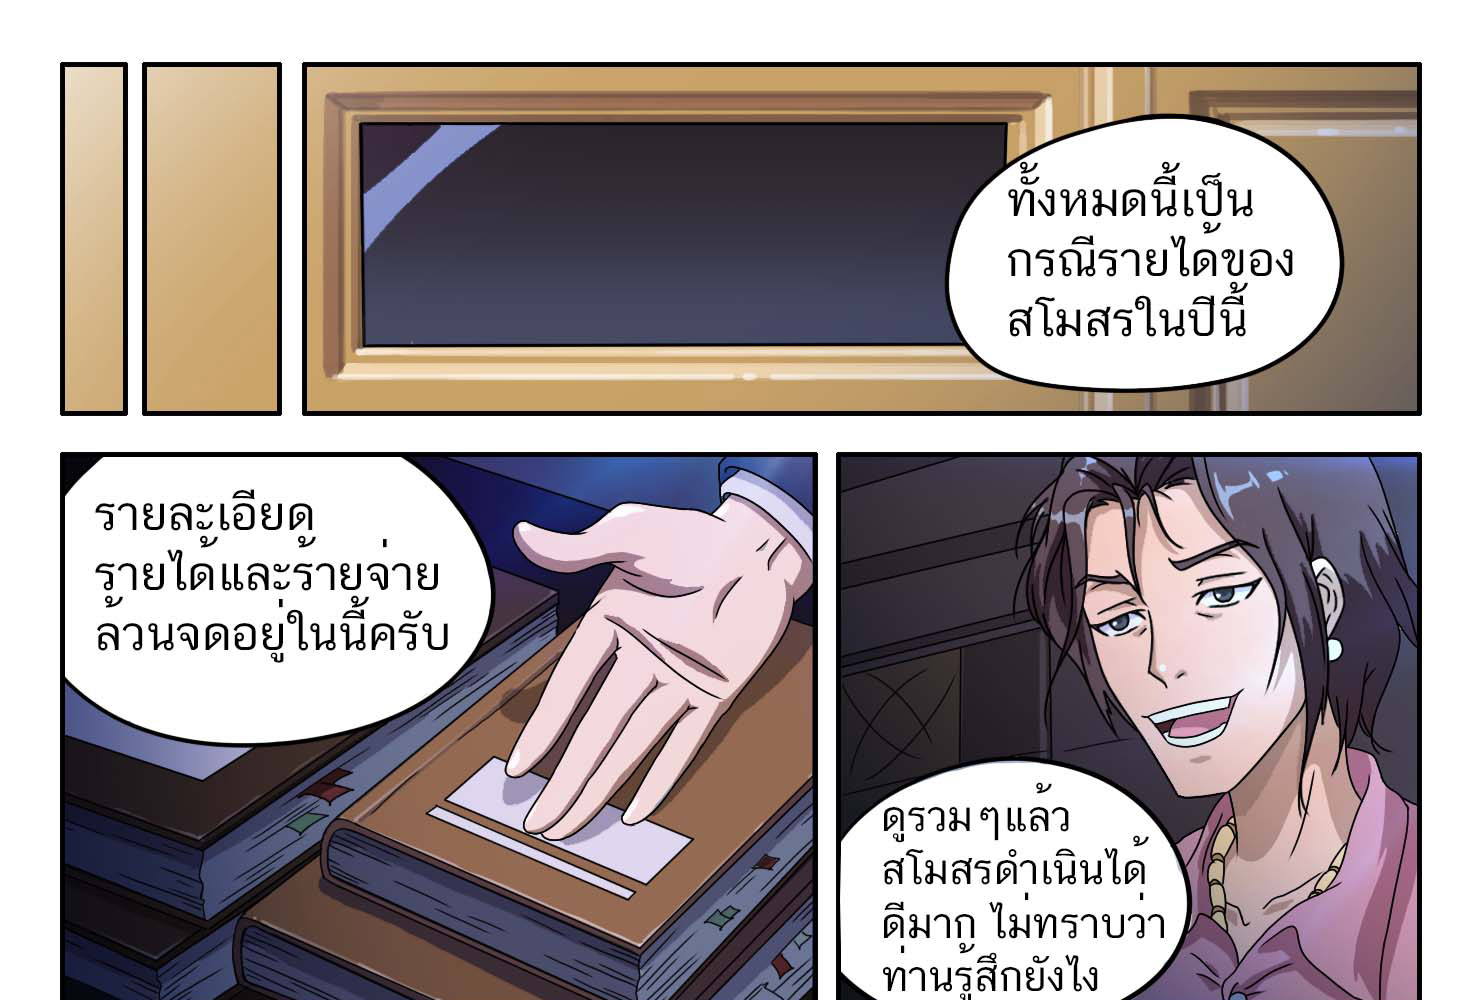 ทั้งหมดนี้เป็น
กรณีรายได้ของ
สโมสรในปีนี้
รายละเอียด
รายได้และร้ายจ่าย
ล้วนจดอยู่ในนี้ครับ
ดูรวมๆแล้ว
สโมสรดำเนินได้
ดีมาก ไม่ทราบว่า
ท่านรู้สึกยังไง